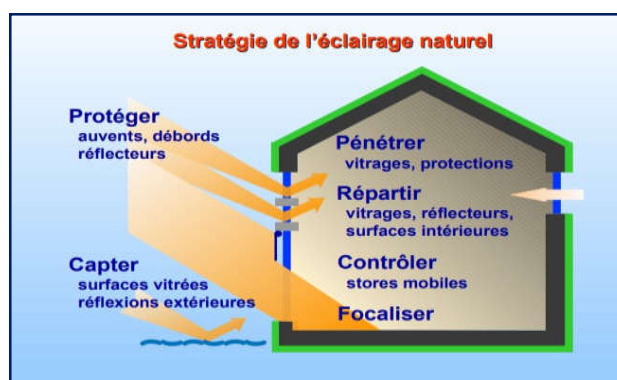 Stratégie de l'éclairage naturel
Protéger
auvents, débords
réflecteurs
Capter
surfaces vitrées
réflexions extérieures
Pénétrer
vitrages, protections
Répartir
vitrages, réflecteurs,
surfaces intérieures
Contrôler
stores mobiles
Focaliser